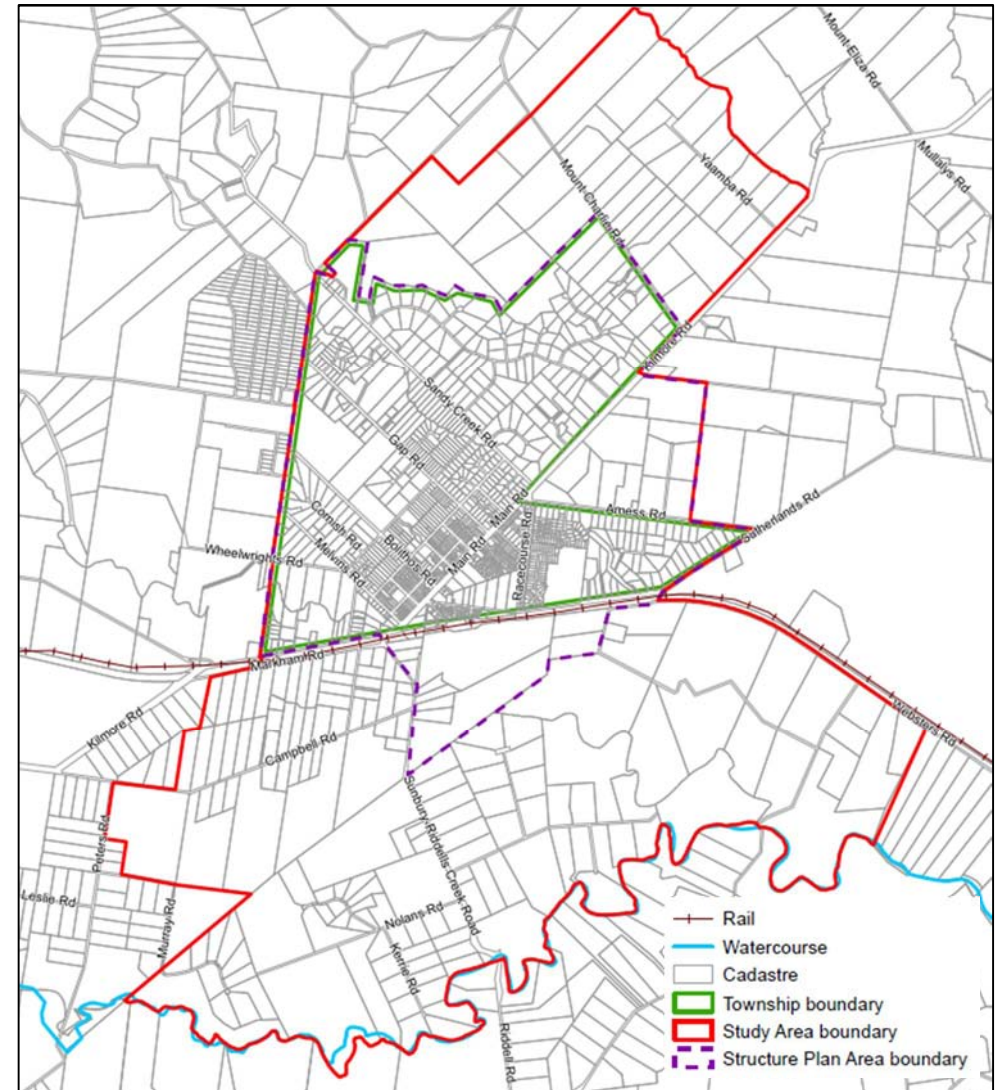 Mount Eliza Rd
Mullalys Rd
Yaamba Rd
Mount Charlie Rd
Kilmore Rd
Sandy Creek Rd
Gap Rd
Main Rd
Amess Rd
Sutherlands Rd
Cornish Rd
Bolithos Rd
Main Rd
Racecourse Rd
Melvins Rd
Wheelwrights Rd
Markham Rd
Kilmore Rd
Campbell Rd
Websters Rd
Sunbury-Riddells Creek Road
Peters Rd
Leslie Rd
Murray Rd
Nolans Rd
Kerrie Rd
Riddell Rd
Rail
Watercourse
Cadastre
Township boundary
Study Area boundary
Structure Plan Area boundary